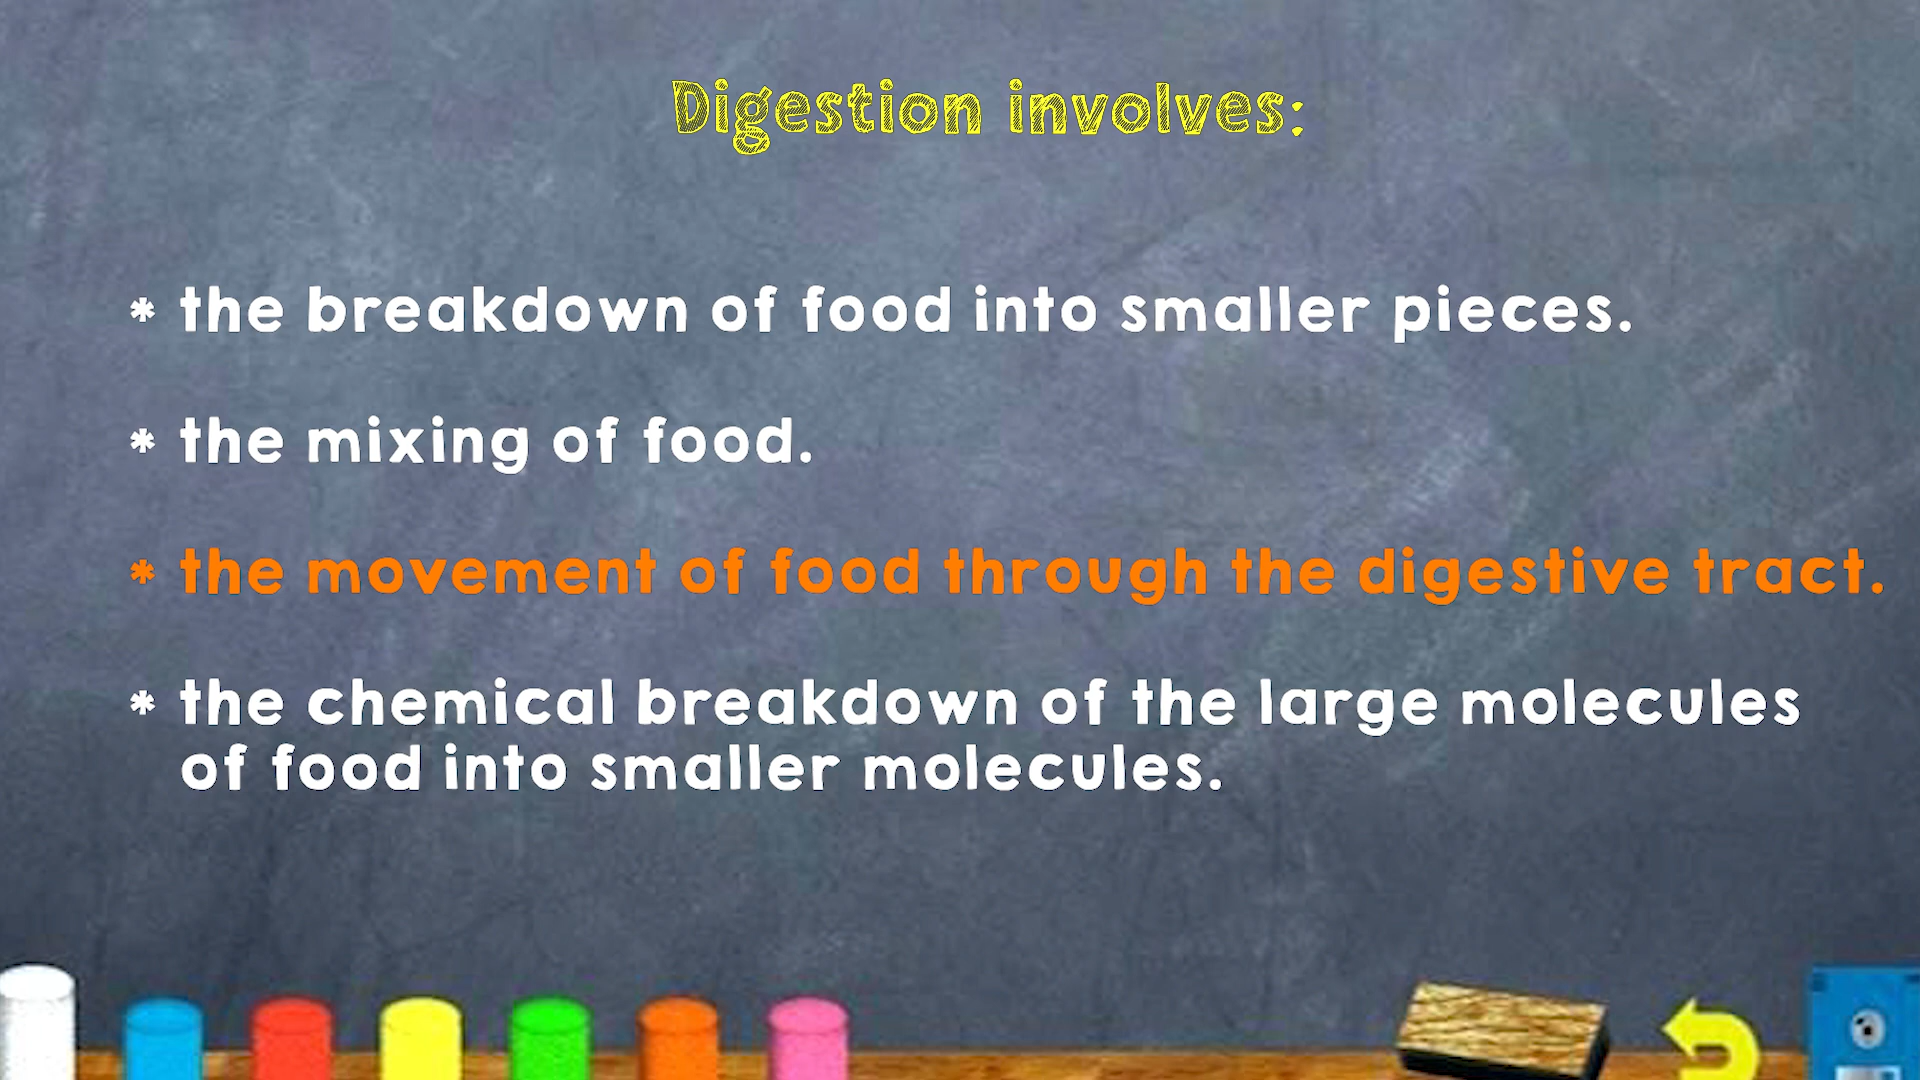 Digestion involves:
* the breakdown of food into smaller pieces.
* the mixing of food.
* the movement of food through the digestive tract.
* the chemical breakdown of the large molecules
of food into smaller molecules.